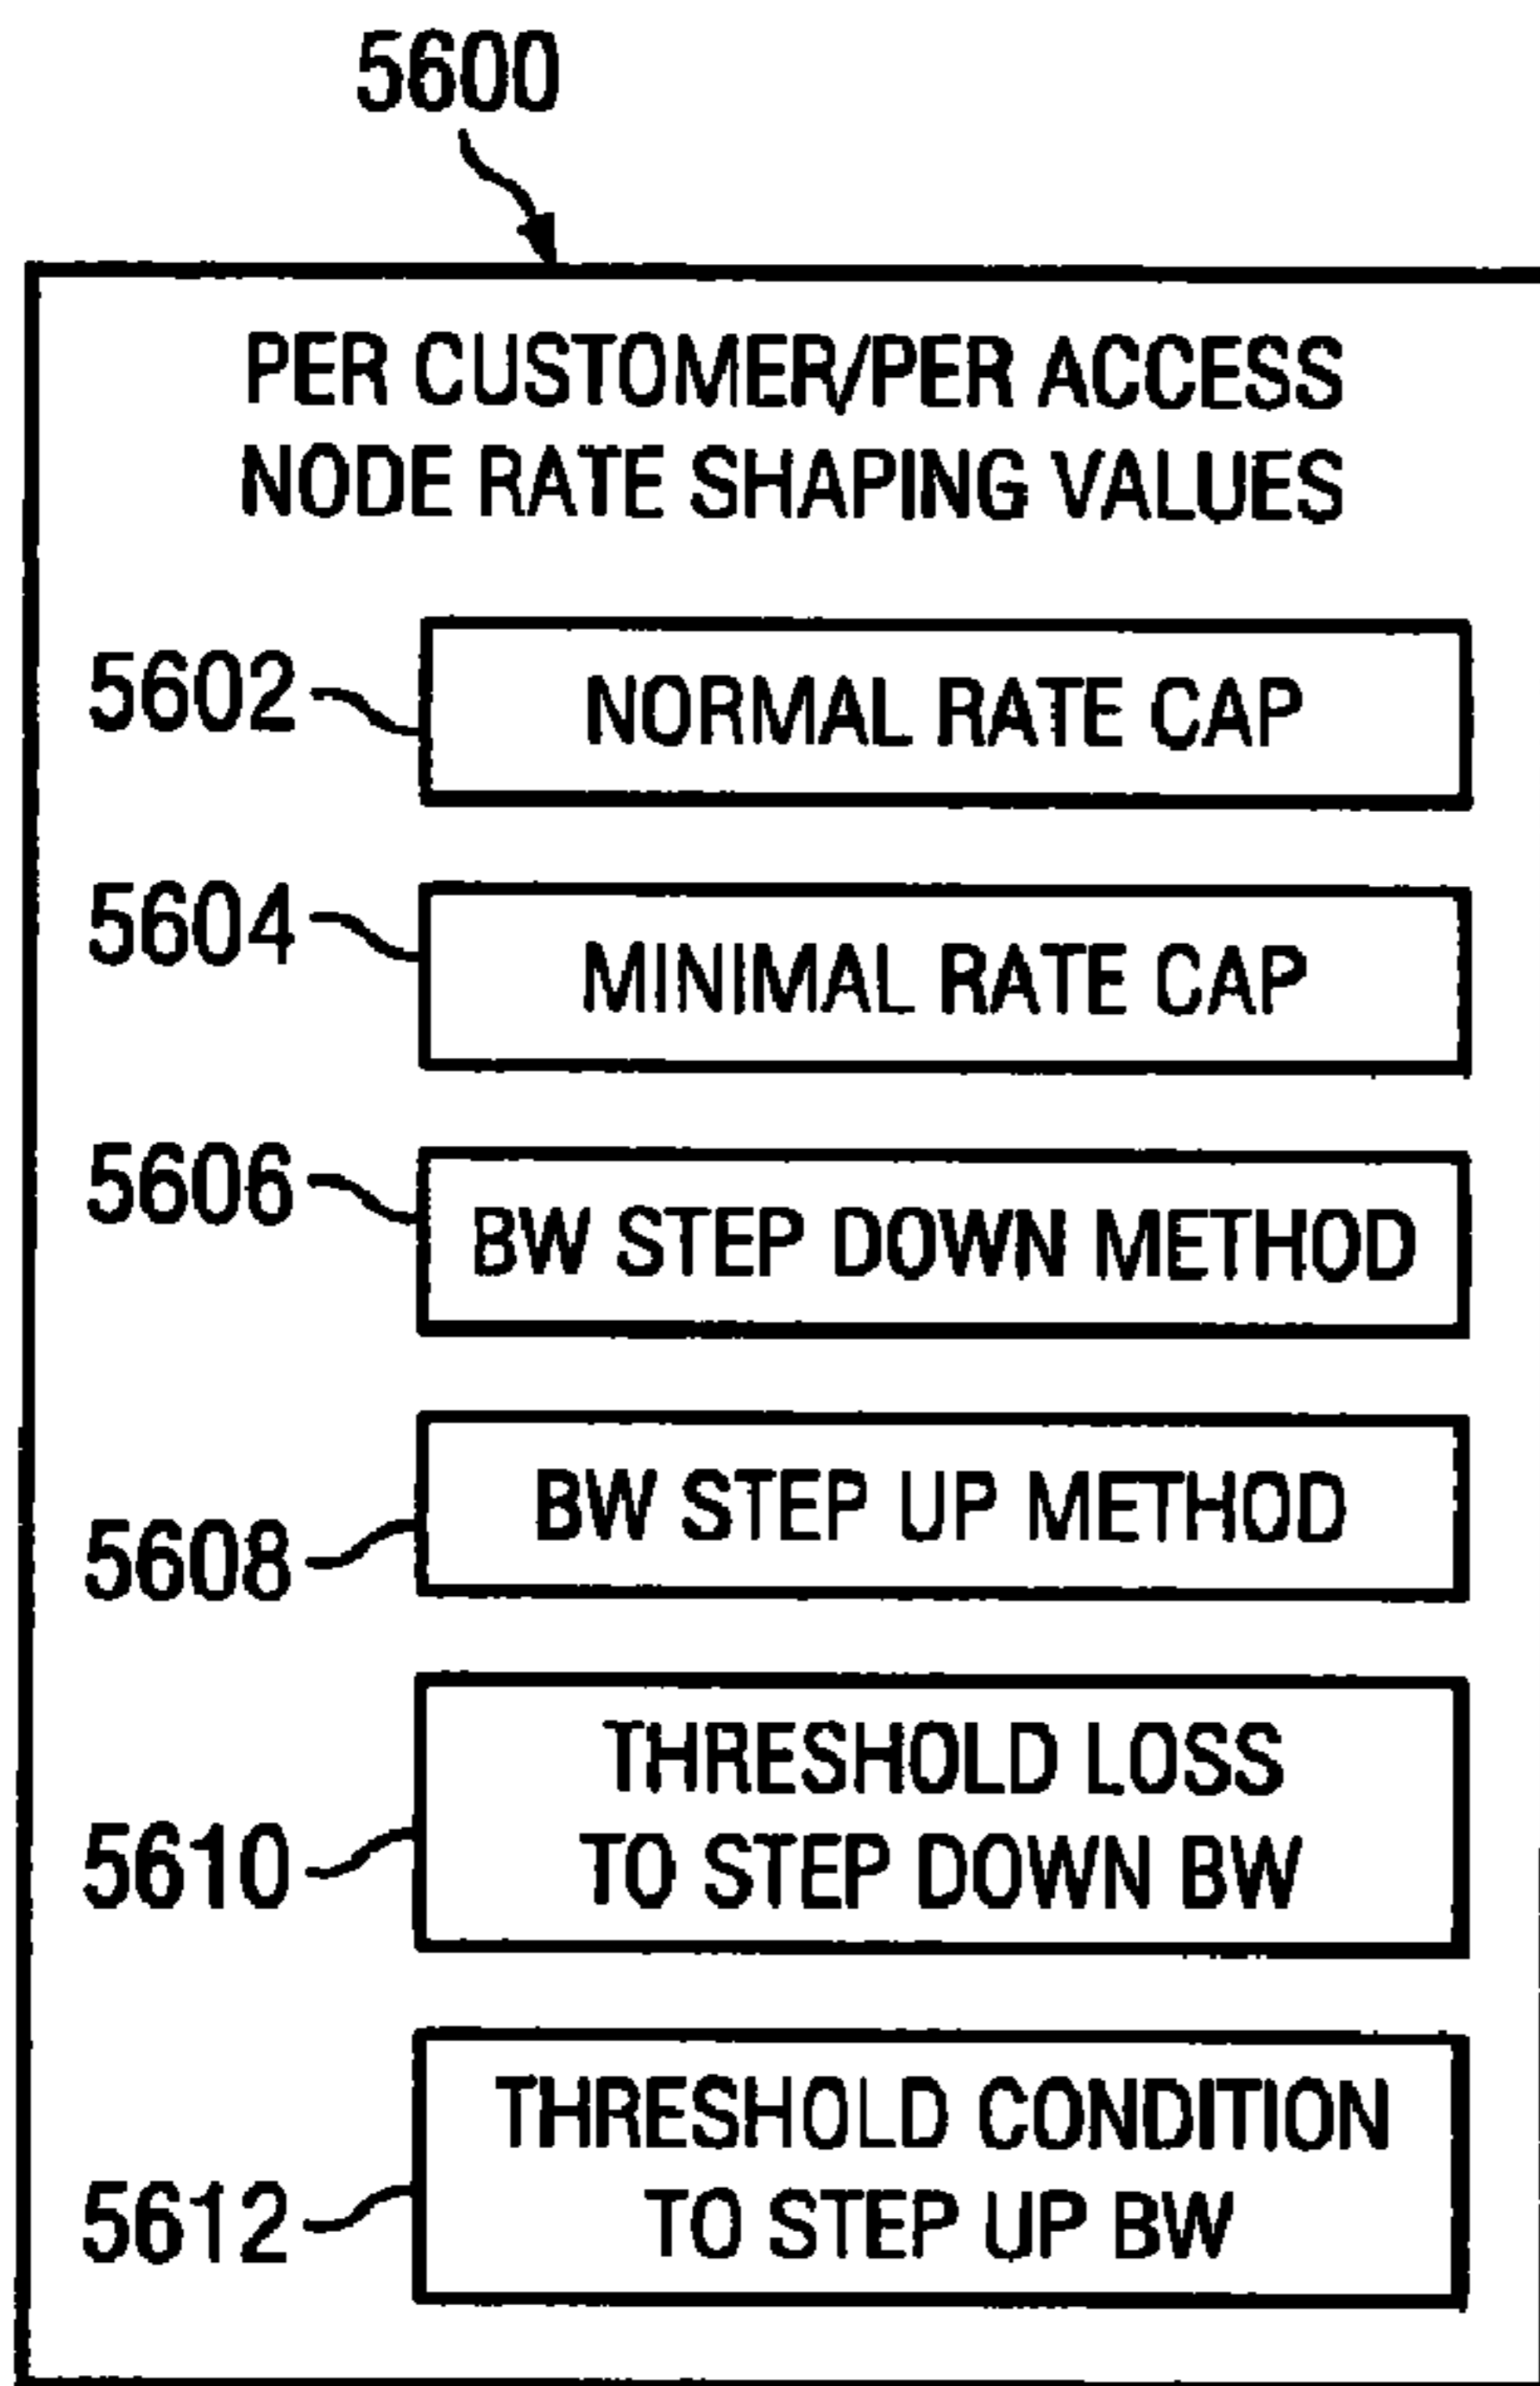 5600
PER CUSTOMER/PER ACCESS
NODE RATE SHAPING VALUES
5602
NORMAL RATE CAP
5604
MINIMAL RATE CAP
5606
BW STEP DOWN METHOD
5608
BW STEP UP METHOD
5610
THRESHOLD LOSS
TO STEP DOWN BW
5612
THRESHOLD CONDITION
TO STEP UP BW